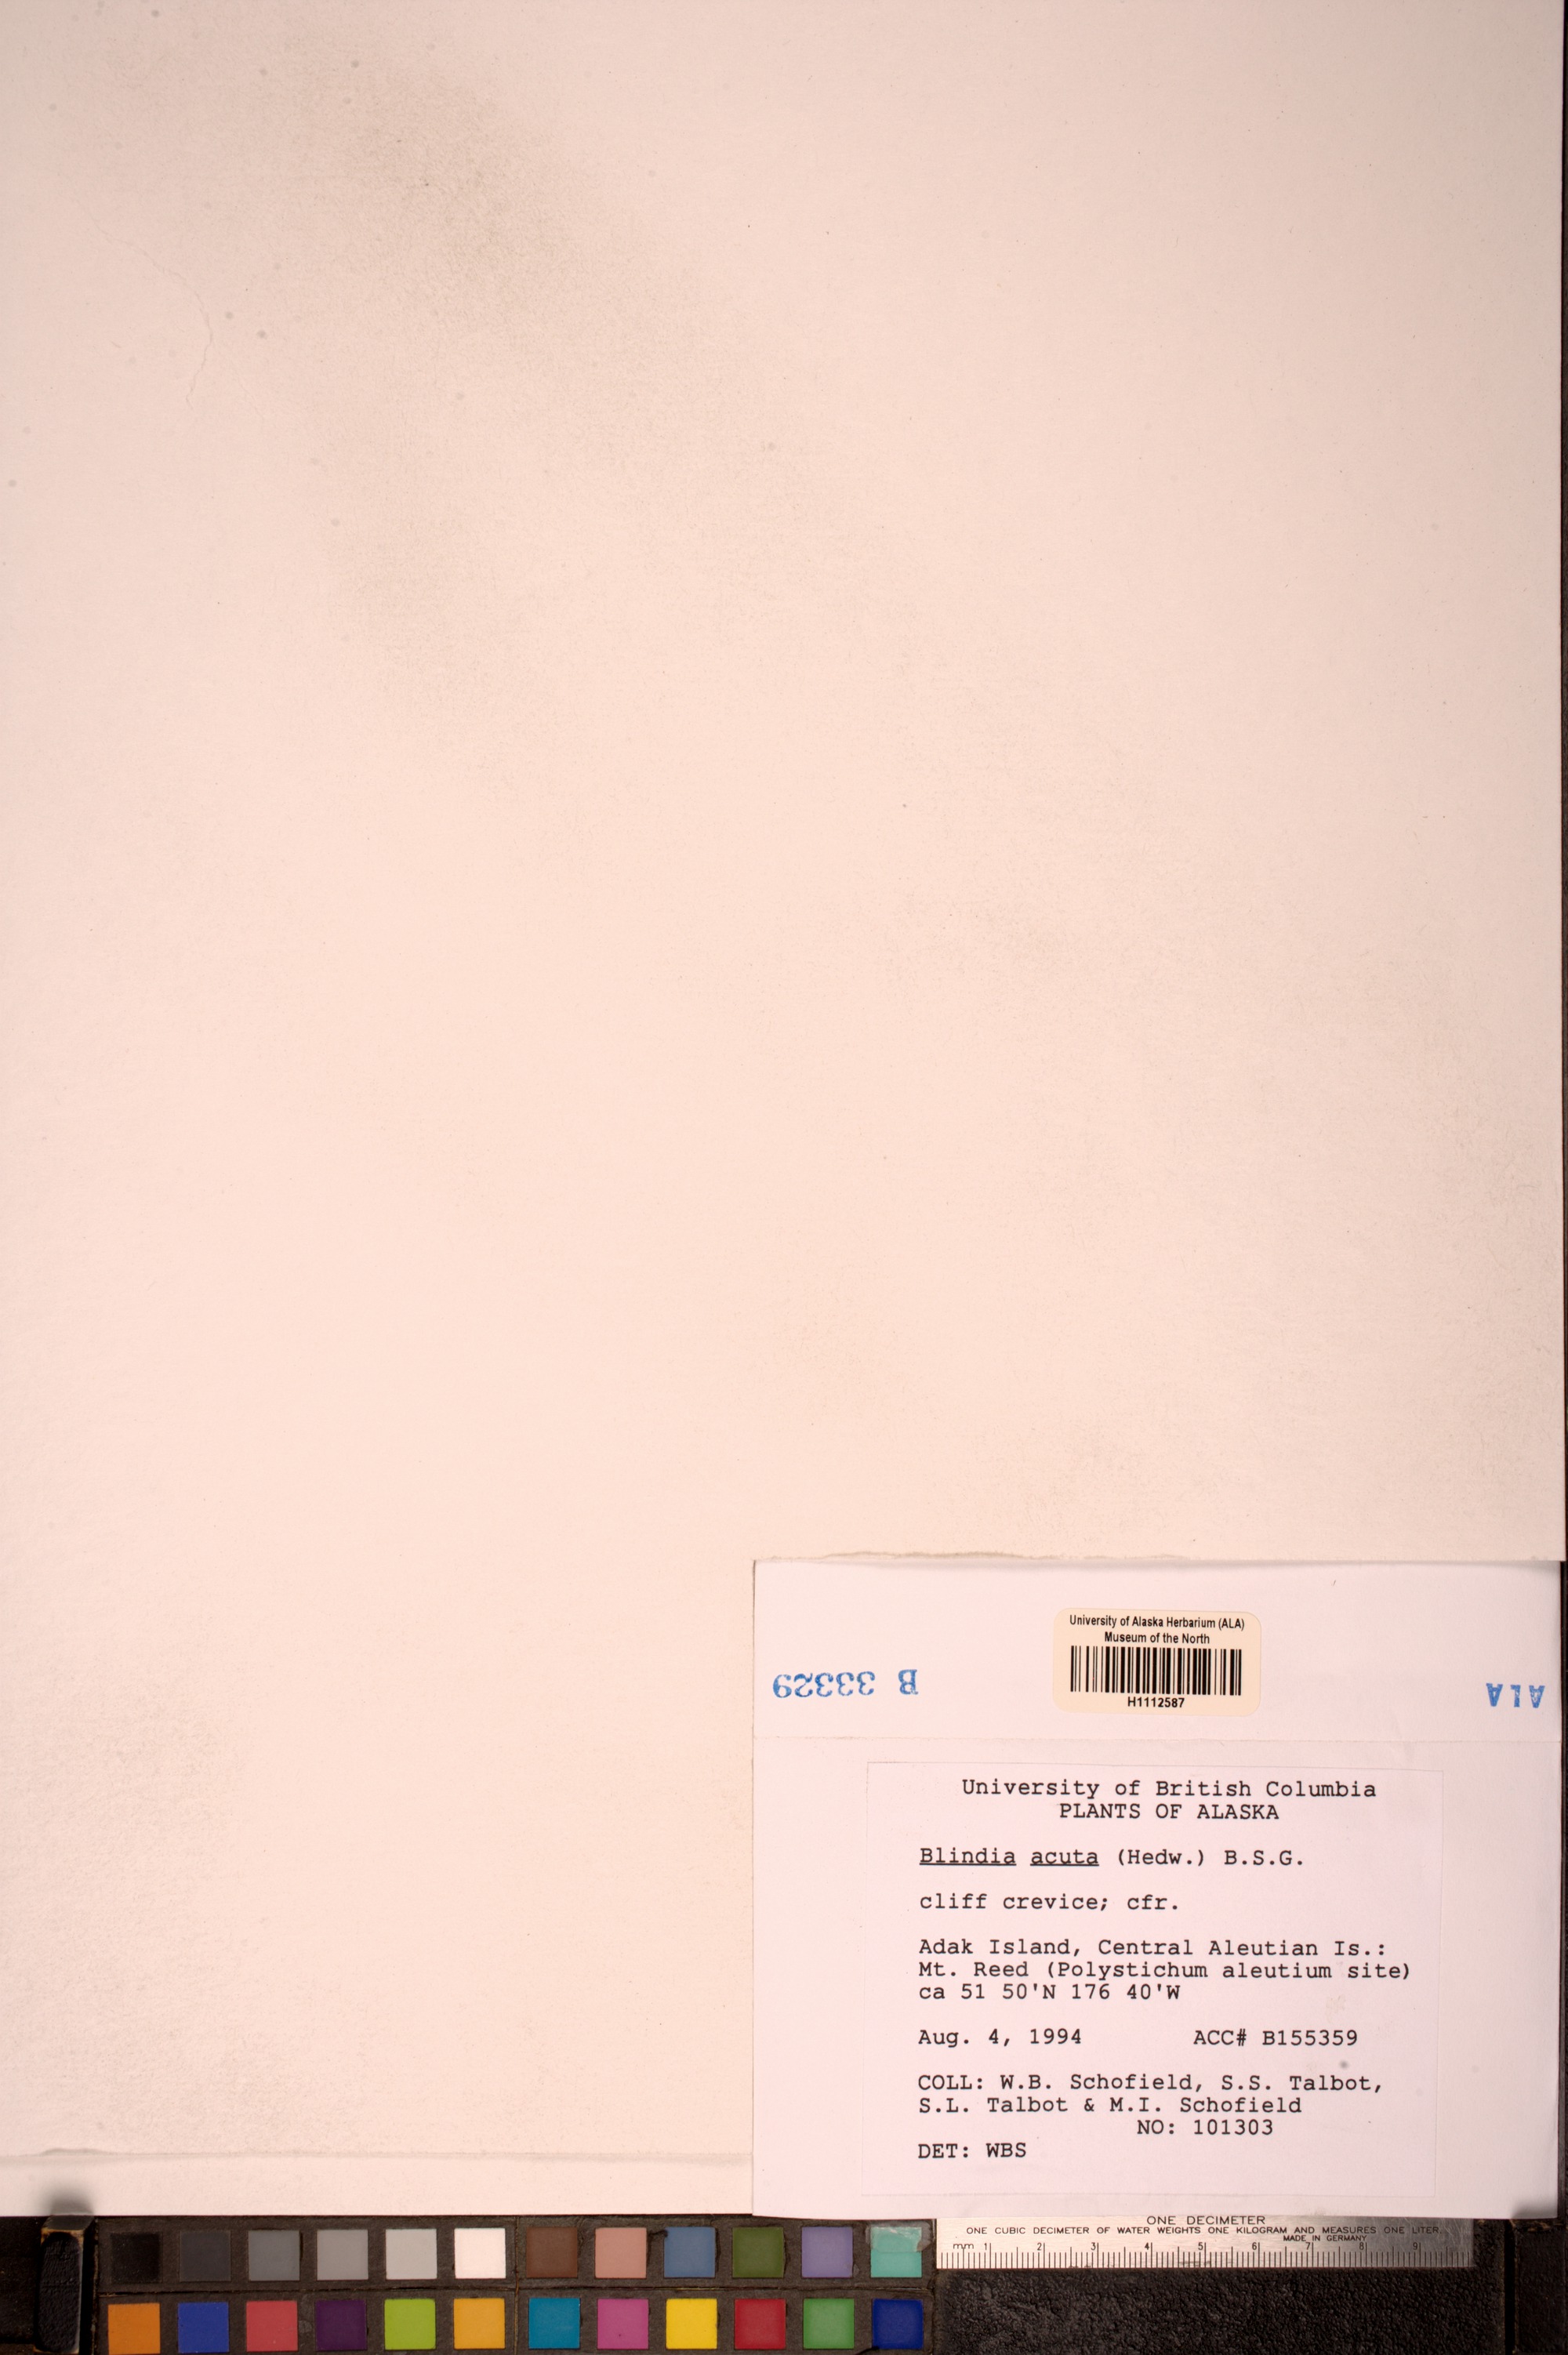 University of Alaska Herbarium (ALA)
Museum of the North
H1112587
B 33329
ALA
University of British Columbia
PLANTS OF ALASKA
Blindia acuta (Hedw.) B.S.G.
cliff crevice; cfr.
Adak Island, Central Aleutian Is.:
Mt. Reed (Polystichum aleutium site)
ca 51 50'N 176 40'W
Aug. 4, 1994 ACC# B155359
COLL: W.B. Schofield, S.S. Talbot,
S.L. Talbot & M.I. Schofield
NO: 101303
DET: WBS
ONE DECIMETER
ONE CUBIC DECIMETER OF WATER WEIGHTS ONE KILOGRAM AND MEASURES ONE LITER.
MADE IN GERMANY
mm 1 2 3 4 5 6 7 8 9